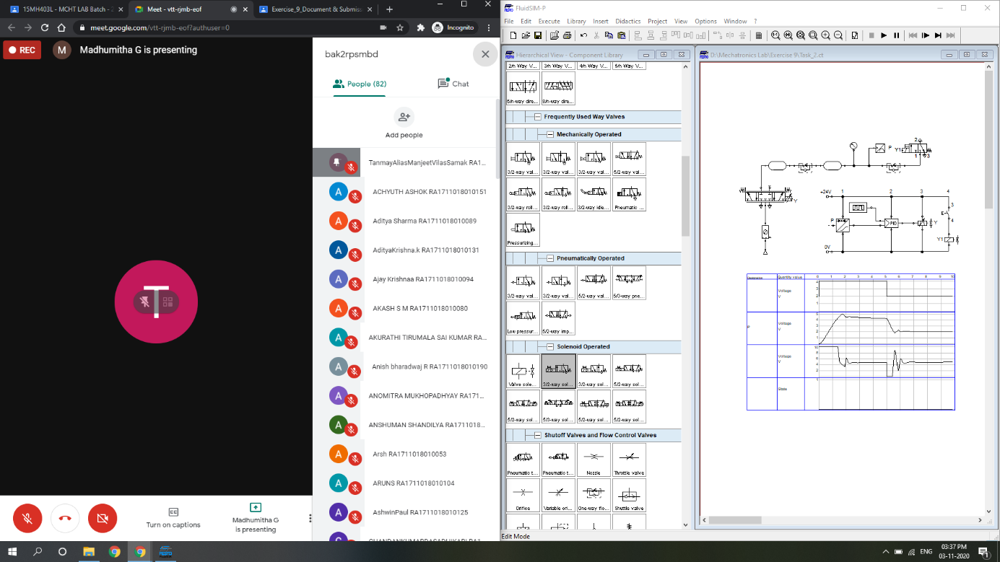 15MH403L - MCHT LAB Batch - 2
Meet - vtt-rjmb-eof
Exercise_9_Document & Submiss
meet.google.com/vtt-rjmb-eof?authuser=0
Incognito
REC
M
Madhumitha G is presenting
T
Turn on captions
Madhumitha G
is presenting
bak2rpsmbd
People (82)
Chat
Add people
TanmayAliasManjeetVilasSamak RA1...
A
ACHYUTH ASHOK RA1711018010151
A
Aditya Sharma RA1711018010089
A
AdityaKrishna.k RA1711018010131
A
Ajay Krishnaa RA1711018010094
A
AKASH S M RA1711018010080
A
AKURATHI TIRUMALA SAI KUMAR RA...
A
Anish bharadwaj R RA1711018010190
A
ANOMITRA MUKHOPADHYAY RA171...
A
ANSHUMAN SHANDILYA RA1711018...
A
Arsh RA1711018010053
A
ARUNS RA1711018010104
A
AshwinPaul RA1711018010125
FluidSIM-P
File Edit Execute Library Insert Didactics Project View Options Window ?
Hierarchical View - Component Library
2/n Way V... 3/n Way V... 4/n Way V... 5/n Way V...
6/n-way dire... 8/n-way dire...
Frequently Used Way Valves
Mechanically Operated
3/2-way val... 3/2-way val... 3/2-way val... 5/2-way val...
3/2-way roll... 3/2-way roll... 3/2-way idle... Pneumatic ...
Pressurizing...
Pneumatically Operated
3/2-way val... 3/2-way val... 5/2-way val... 5/3-way pne...
Low pressur... 5/2-way imp...
Solenoid Operated
Valve sole... 3/2-way sol... 3/2-way sol... 5/2-way sol...
5/2-way sol... 5/3-way sol... 5/2-way sol... 5/2-way sol...
Shutoff Valves and Flow Control Valves
Pneumatic t... Pneumatic t... Nozzle Throttle valve
Orifice Variable ori... One-way flo... Shuttle valve
D:\Mechatronics Lab\Exercise 9\Task_2.ct
P
Y1
2
1 3
Y
+24V 1 2 3 4
P
PID
Y
3
E
4
Y1
0V
Designation Quantity value 0 1 2 3 4 5 6 7 8 9 10
Voltage
V
4
3
2
1
P
Voltage
V
5
4
3
2
1
Voltage
V
10
8
6
4
2
State
1
Edit Mode
ENG
03:37 PM
03-11-2020
1